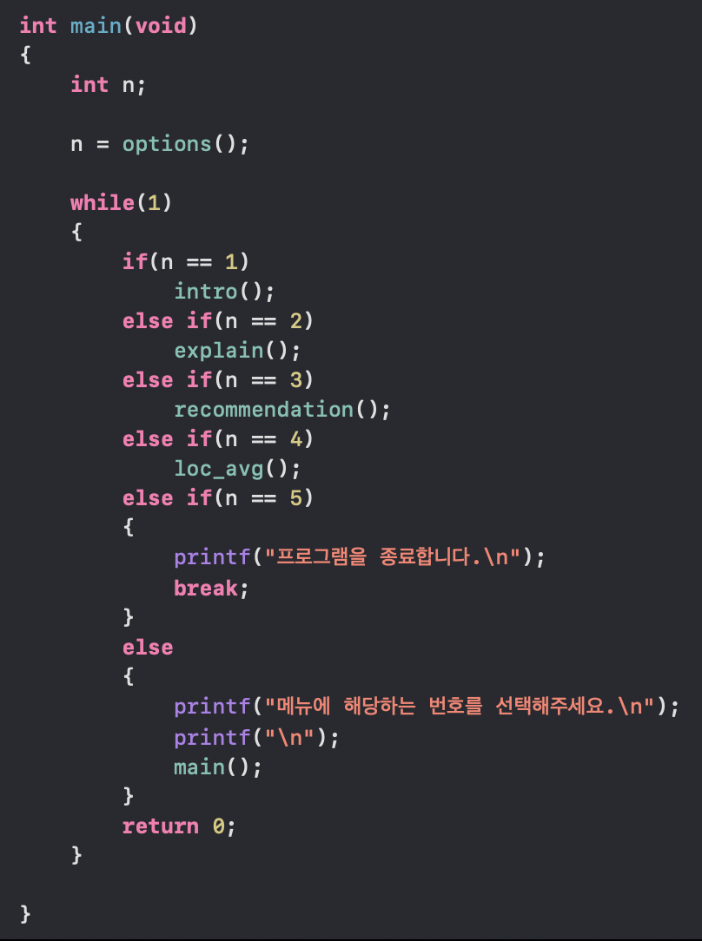 int main(void)
{
    int n;

    n = options();

    while(1)
    {
        if(n == 1)
            intro();
        else if(n == 2)
            explain();
        else if(n == 3)
            recommendation();
        else if(n == 4)
            loc_avg();
        else if(n == 5)
        {
            printf("프로그램을 종료합니다.\n");
            break;
        }
        else
        {
            printf("메뉴에 해당하는 번호를 선택해주세요.\n");
            printf("\n");
            main();
        }
        return 0;
    }

}